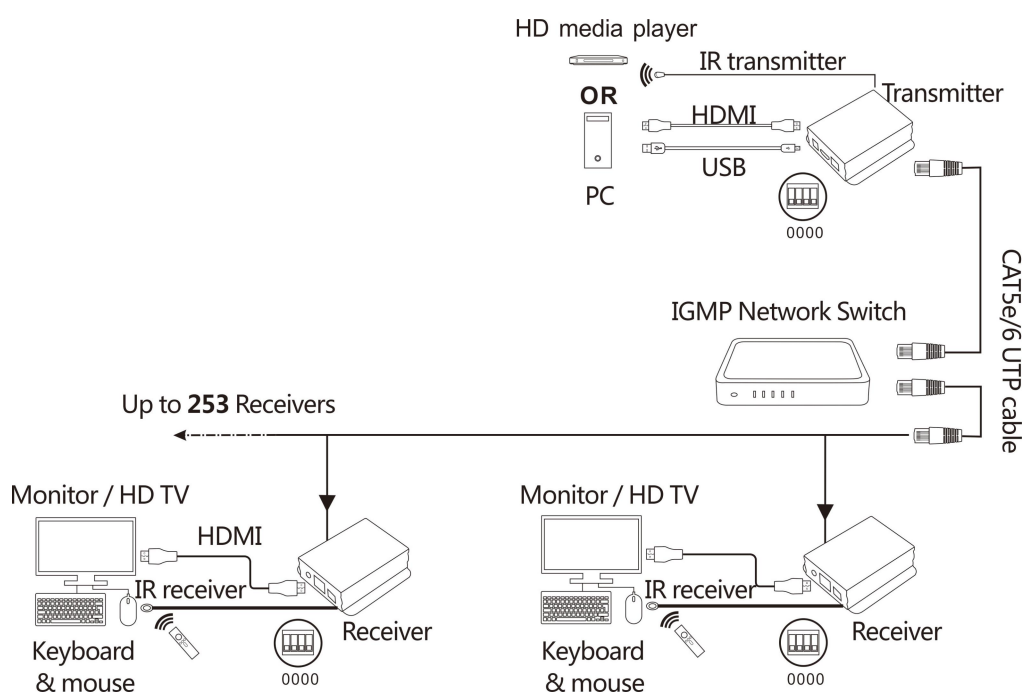 HD media player
IR transmitter
OR
Transmitter
HDMI
USB
PC
0000
CAT5e/6 UTP cable
IGMP Network Switch
Up to 253 Receivers
Monitor / HD TV
HDMI
IR receiver
Receiver
Keyboard
& mouse
0000
Monitor / HD TV
IR receiver
Receiver
Keyboard
& mouse
0000